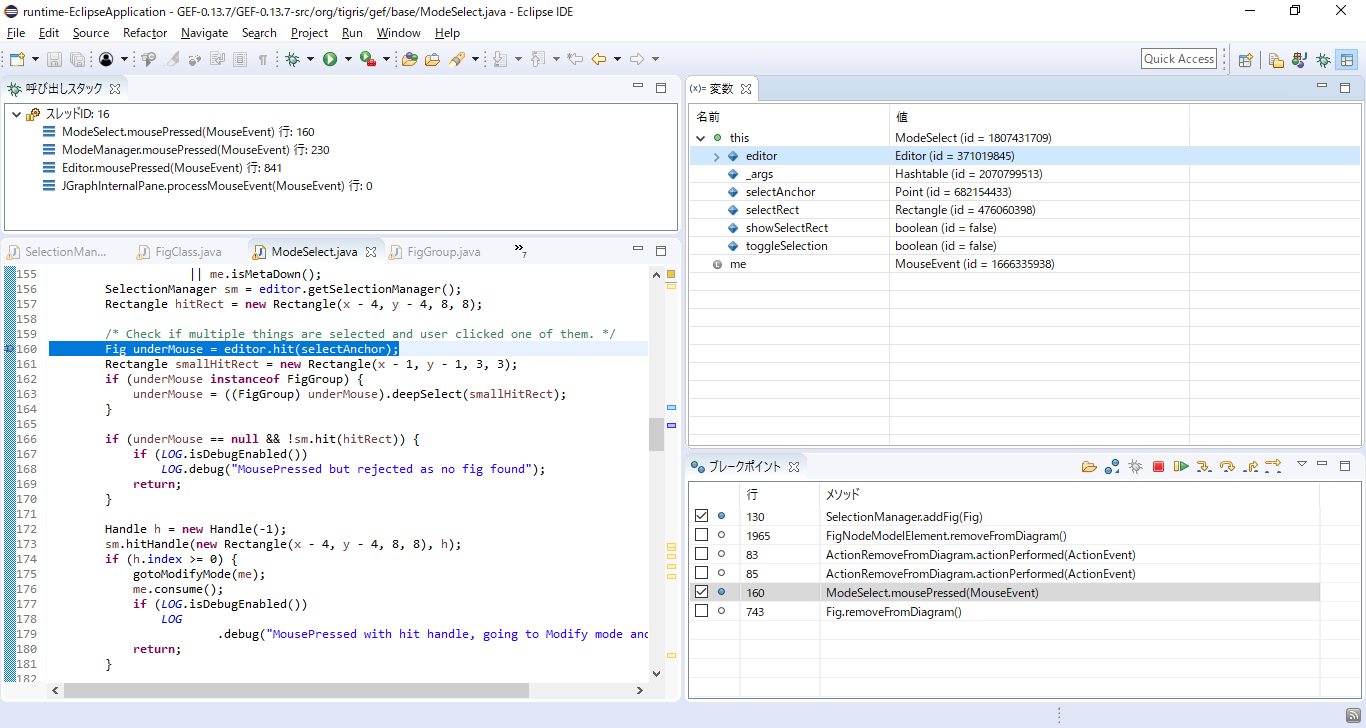 runtime-EclipseApplication - GEF-0.13.7/GEF-0.13.7-src/org/tigris/gef/base/ModeSelect.java - Eclipse IDE
File Edit Source Refactor Navigate Search Project Run Window Help
Quick Access
呼び出しスタック
スレッドID: 16
ModeSelect.mousePressed(MouseEvent) 行: 160
ModeManager.mousePressed(MouseEvent) 行: 230
Editor.mousePressed(MouseEvent) 行: 841
JGraphInternalPane.processMouseEvent(MouseEvent) 行: 0
SelectionMan... FigClass.java ModeSelect.java FigGroup.java »7
155 || me.isMetaDown();
156 SelectionManager sm = editor.getSelectionManager();
157 Rectangle hitRect = new Rectangle(x - 4, y - 4, 8, 8);
158
159 /* Check if multiple things are selected and user clicked one of them. */
160 Fig underMouse = editor.hit(selectAnchor);
161 Rectangle smallHitRect = new Rectangle(x - 1, y - 1, 3, 3);
162 if (underMouse instanceof FigGroup) {
163 underMouse = ((FigGroup) underMouse).deepSelect(smallHitRect);
164 }
165
166 if (underMouse == null && !sm.hit(hitRect)) {
167 if (LOG.isDebugEnabled())
168 LOG.debug("MousePressed but rejected as no fig found");
169 return;
170 }
171
172 Handle h = new Handle(-1);
173 sm.hitHandle(new Rectangle(x - 4, y - 4, 8, 8), h);
174 if (h.index >= 0) {
175 gotoModifyMode(me);
176 me.consume();
177 if (LOG.isDebugEnabled())
178 LOG
179 .debug("MousePressed with hit handle, going to Modify mode and
180 return;
181 }
182
(x)= 変数
名前 値
this ModeSelect (id = 1807431709)
editor Editor (id = 371019845)
_args Hashtable (id = 2070799513)
selectAnchor Point (id = 682154433)
selectRect Rectangle (id = 476060398)
showSelectRect boolean (id = false)
toggleSelection boolean (id = false)
me MouseEvent (id = 1666335938)
ブレークポイント
行 メソッド
130 SelectionManager.addFig(Fig)
1965 FigNodeModelElement.removeFromDiagram()
83 ActionRemoveFromDiagram.actionPerformed(ActionEvent)
85 ActionRemoveFromDiagram.actionPerformed(ActionEvent)
160 ModeSelect.mousePressed(MouseEvent)
743 Fig.removeFromDiagram()